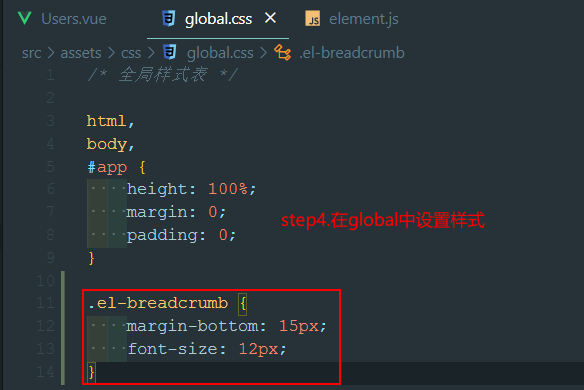 Users.vue global.css × element.js
src > assets > css > global.css > .el-breadcrumb
1 /* 全局样式表 */
2
3 html,
4 body,
5 #app {
6 height: 100%;
7 margin: 0;
8 padding: 0;
step4.在global中设置样式
9 }
10
11 .el-breadcrumb {
12 margin-bottom: 15px;
13 font-size: 12px;
14 }